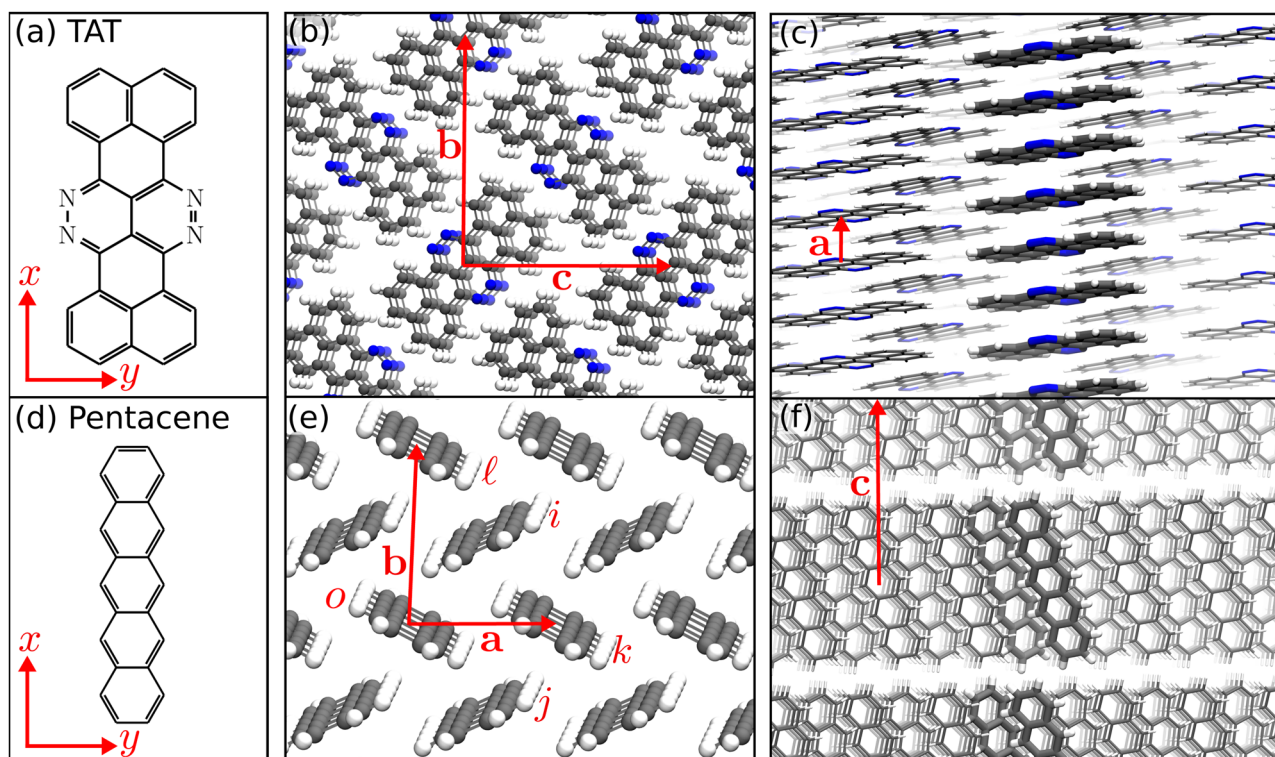 (a) TAT
N
N
N
N
x
y
(b)
b
c
(c)
a
(d) Pentacene
x
y
(e)
ℓ
i
b
o
a
k
j
(f)
c